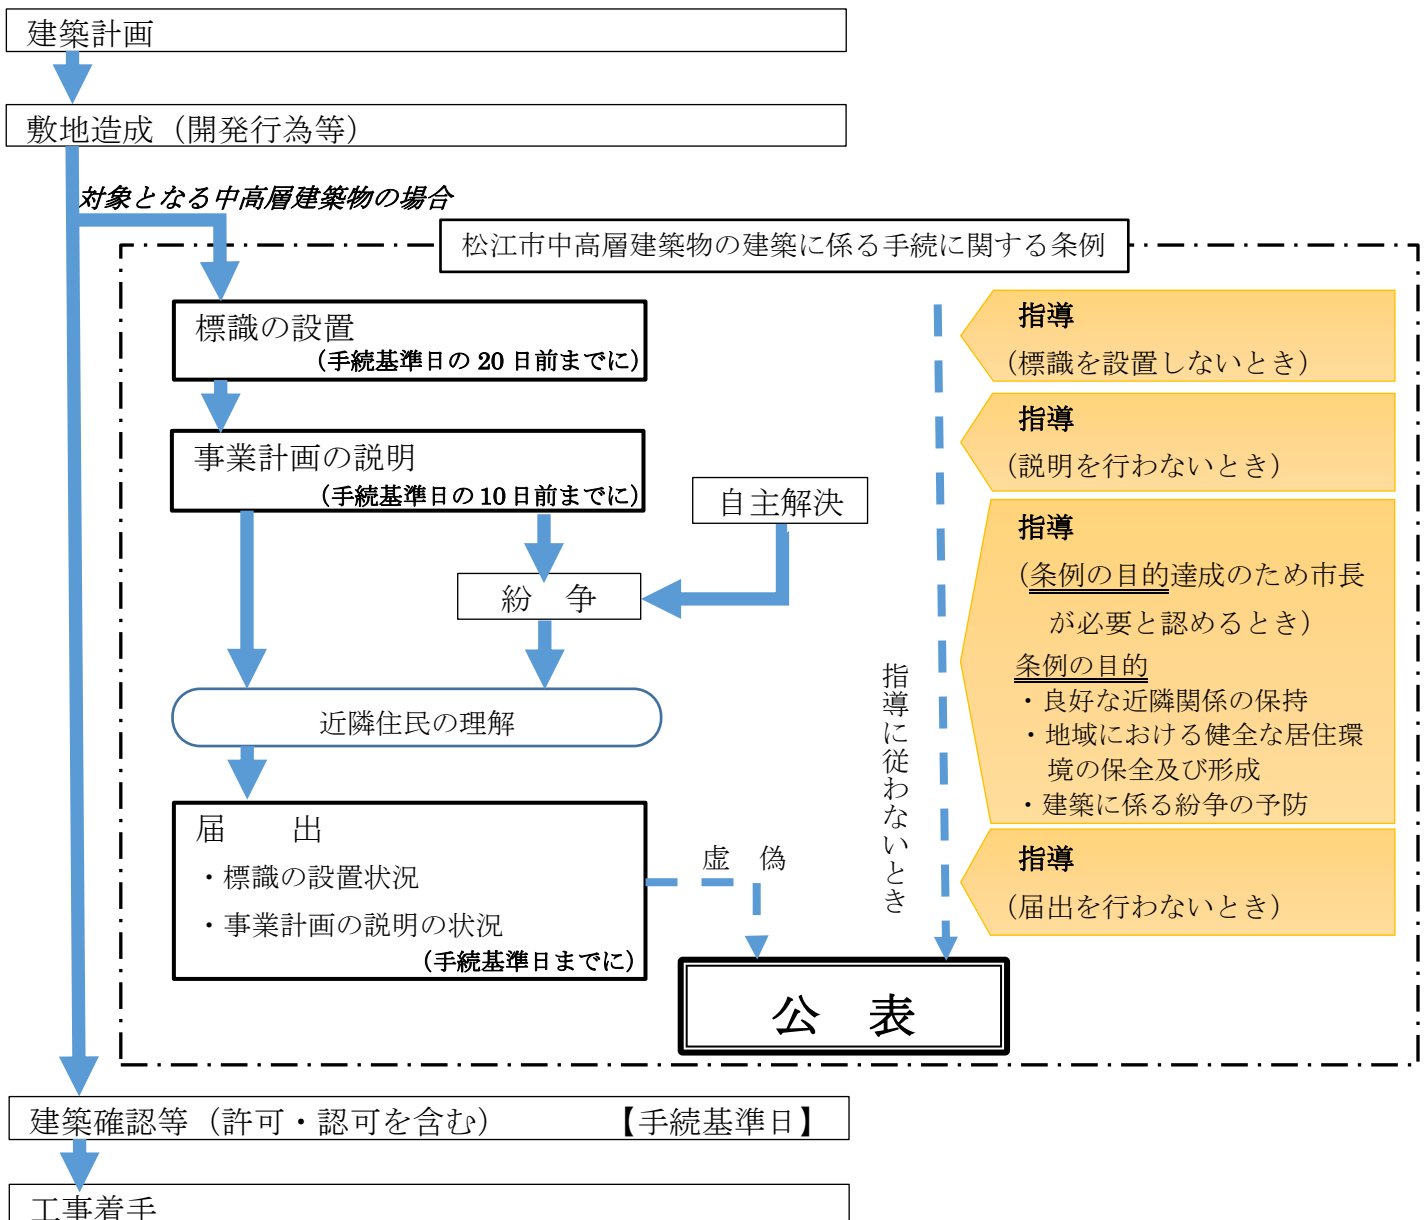 建築計画
敷地造成（開発行為等）
対象となる中高層建築物の場合
松江市中高層建築物の建築に係る手続に関する条例
標識の設置
（手続基準日の 20 日前までに）
事業計画の説明
（手続基準日の 10 日前までに）
自主解決
紛　争
近隣住民の理解
届　　出
・標識の設置状況
・事業計画の説明の状況
（手続基準日までに）
虚　偽
指導に従わないとき
公　表
指導
（標識を設置しないとき）
指導
（説明を行わないとき）
指導
（条例の目的達成のため市長
が必要と認めるとき）
条例の目的
・良好な近隣関係の保持
・地域における健全な居住環
境の保全及び形成
・建築に係る紛争の予防
指導
（届出を行わないとき）
建築確認等（許可・認可を含む）　　　【手続基準日】
工事着手